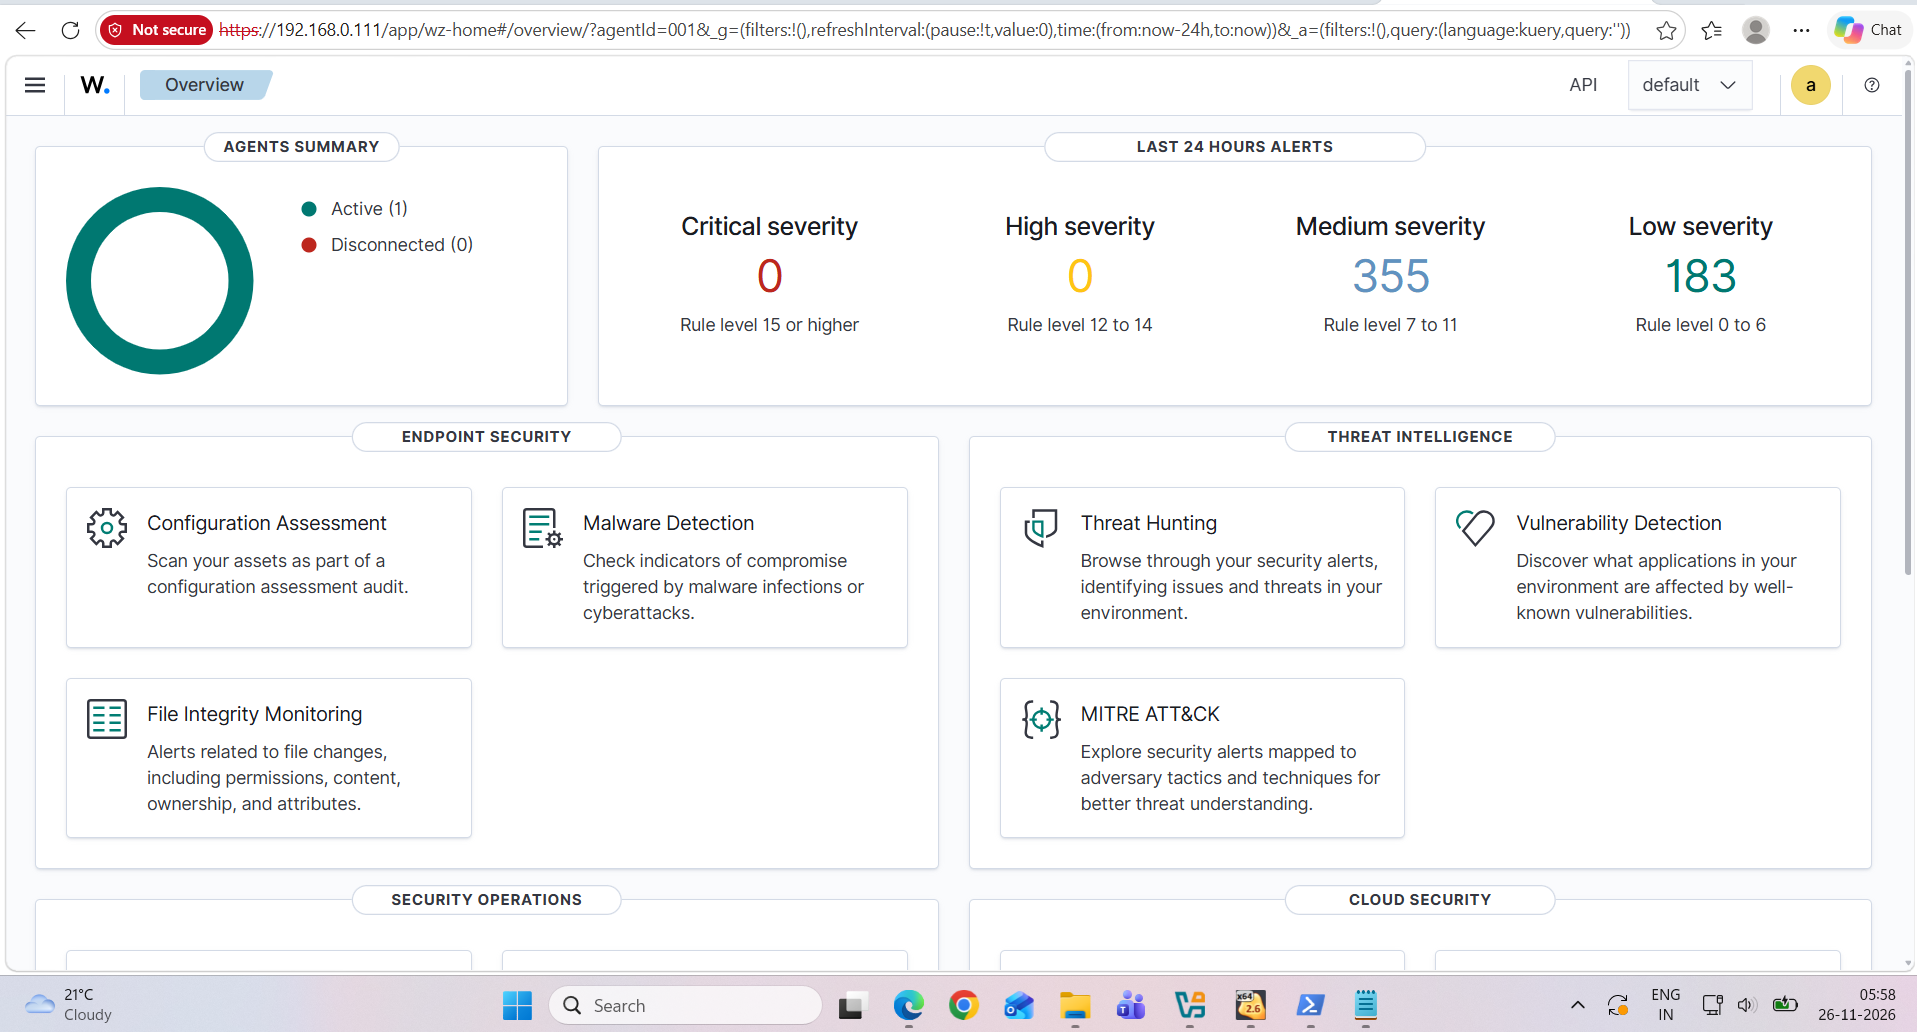 Not secure
https://192.168.0.111/app/wz-home#/overview/?agentId=001&_g=(filters:!(),refreshInterval:(pause:!t,value:0),time:(from:now-24h,to:now))&_a=(filters:!(),query:(language:kuery,query:''))
Chat
W.
Overview
API
default
a
AGENTS SUMMARY
Active (1)
Disconnected (0)
LAST 24 HOURS ALERTS
Critical severity
0
Rule level 15 or higher
High severity
0
Rule level 12 to 14
Medium severity
355
Rule level 7 to 11
Low severity
183
Rule level 0 to 6
ENDPOINT SECURITY
Configuration Assessment
Scan your assets as part of a
configuration assessment audit.
Malware Detection
Check indicators of compromise
triggered by malware infections or
cyberattacks.
File Integrity Monitoring
Alerts related to file changes,
including permissions, content,
ownership, and attributes.
THREAT INTELLIGENCE
Threat Hunting
Browse through your security alerts,
identifying issues and threats in your
environment.
Vulnerability Detection
Discover what applications in your
environment are affected by well-
known vulnerabilities.
MITRE ATT&CK
Explore security alerts mapped to
adversary tactics and techniques for
better threat understanding.
SECURITY OPERATIONS
CLOUD SECURITY
21°C
Cloudy
Search
x64
2.6
ENG
IN
05:58
26-11-2026